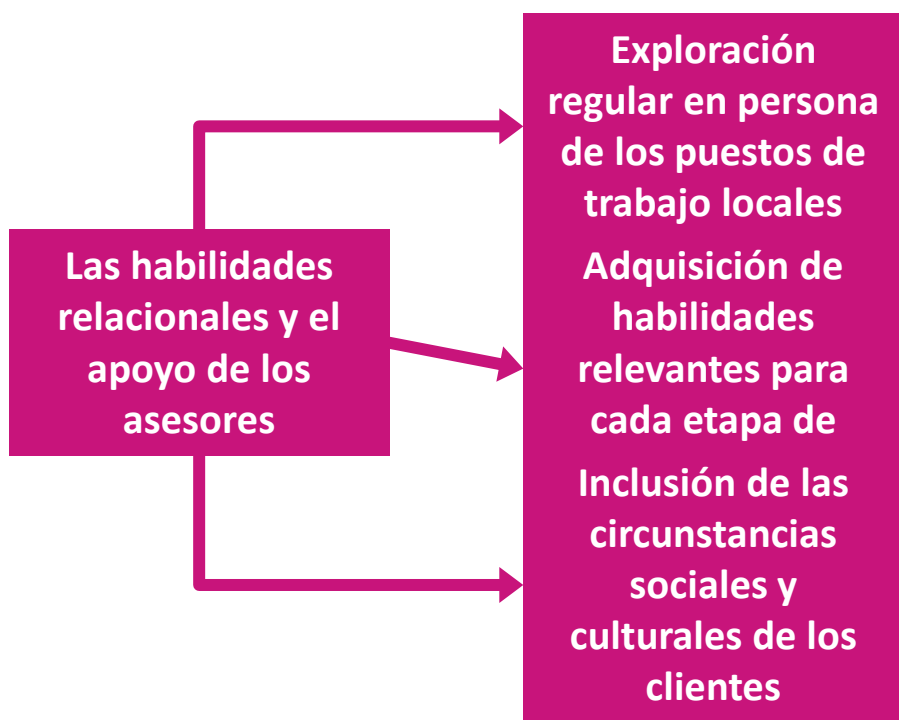 Las habilidades
relacionales y el
apoyo de los
asesores
Exploración
regular en persona
de los puestos de
trabajo locales
Adquisición de
habilidades
relevantes para
cada etapa de
Inclusión de las
circunstancias
sociales y
culturales de los
clientes